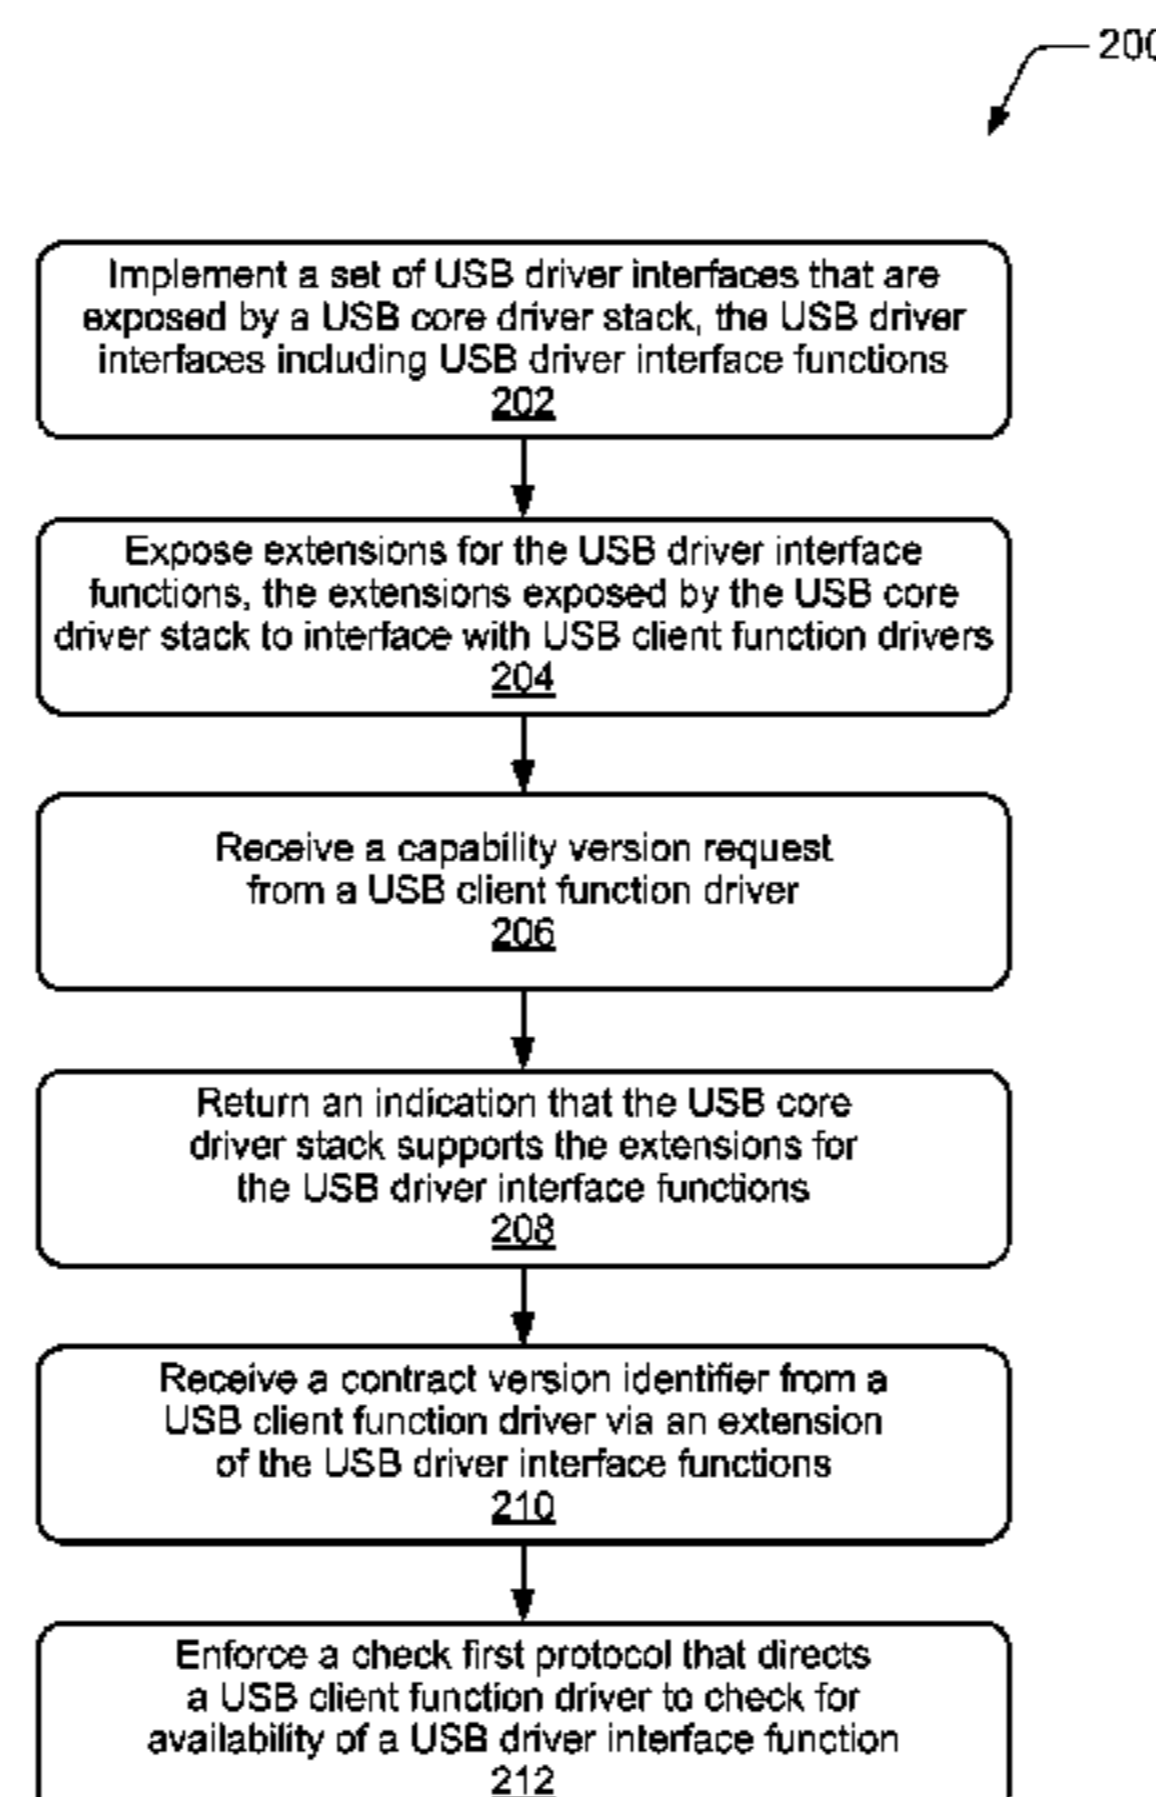 200
Implement a set of USB driver interfaces that are
exposed by a USB core driver stack, the USB driver
interfaces including USB driver interface functions
202
Expose extensions for the USB driver interface
functions, the extensions exposed by the USB core
driver stack to interface with USB client function drivers
204
Receive a capability version request
from a USB client function driver
206
Return an indication that the USB core
driver stack supports the extensions for
the USB driver interface functions
208
Receive a contract version identifier from a
USB client function driver via an extension
of the USB driver interface functions
210
Enforce a check first protocol that directs
a USB client function driver to check for
availability of a USB driver interface function
212